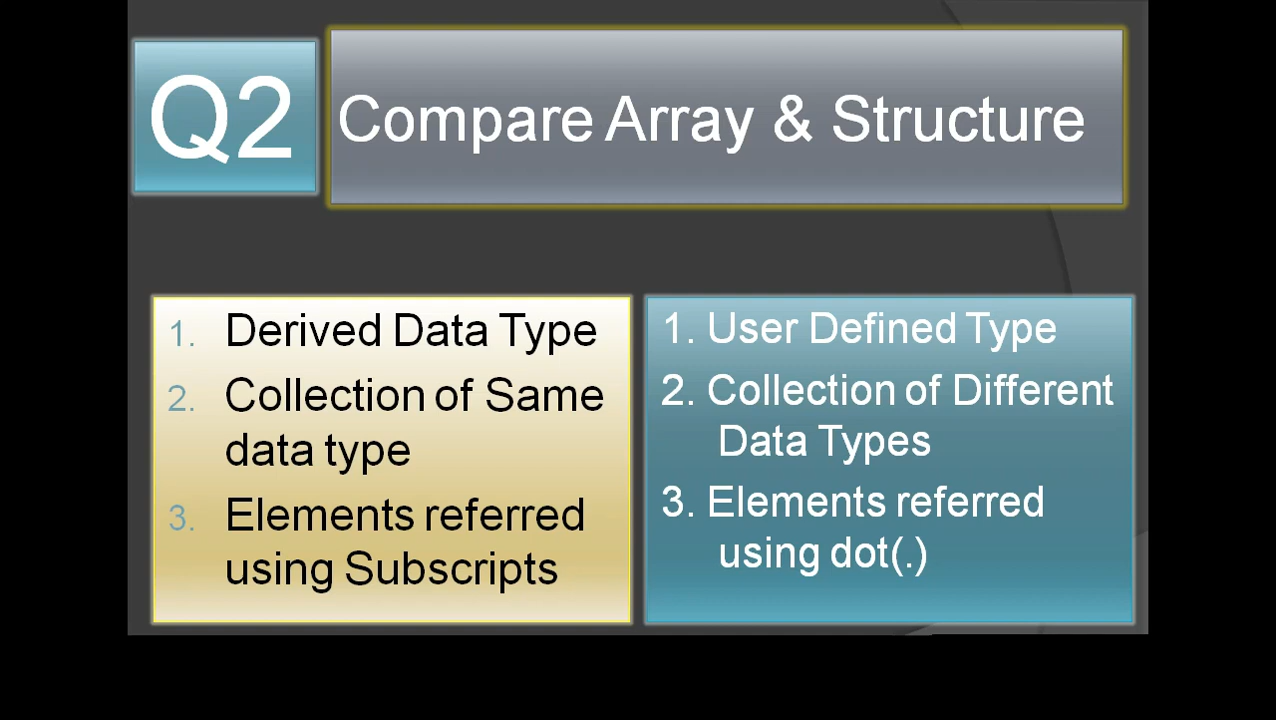 Q2
Compare Array & Structure
1. Derived Data Type
2. Collection of Same
data type
3. Elements referred
using Subscripts
1. User Defined Type
2. Collection of Different
Data Types
3. Elements referred
using dot(.)